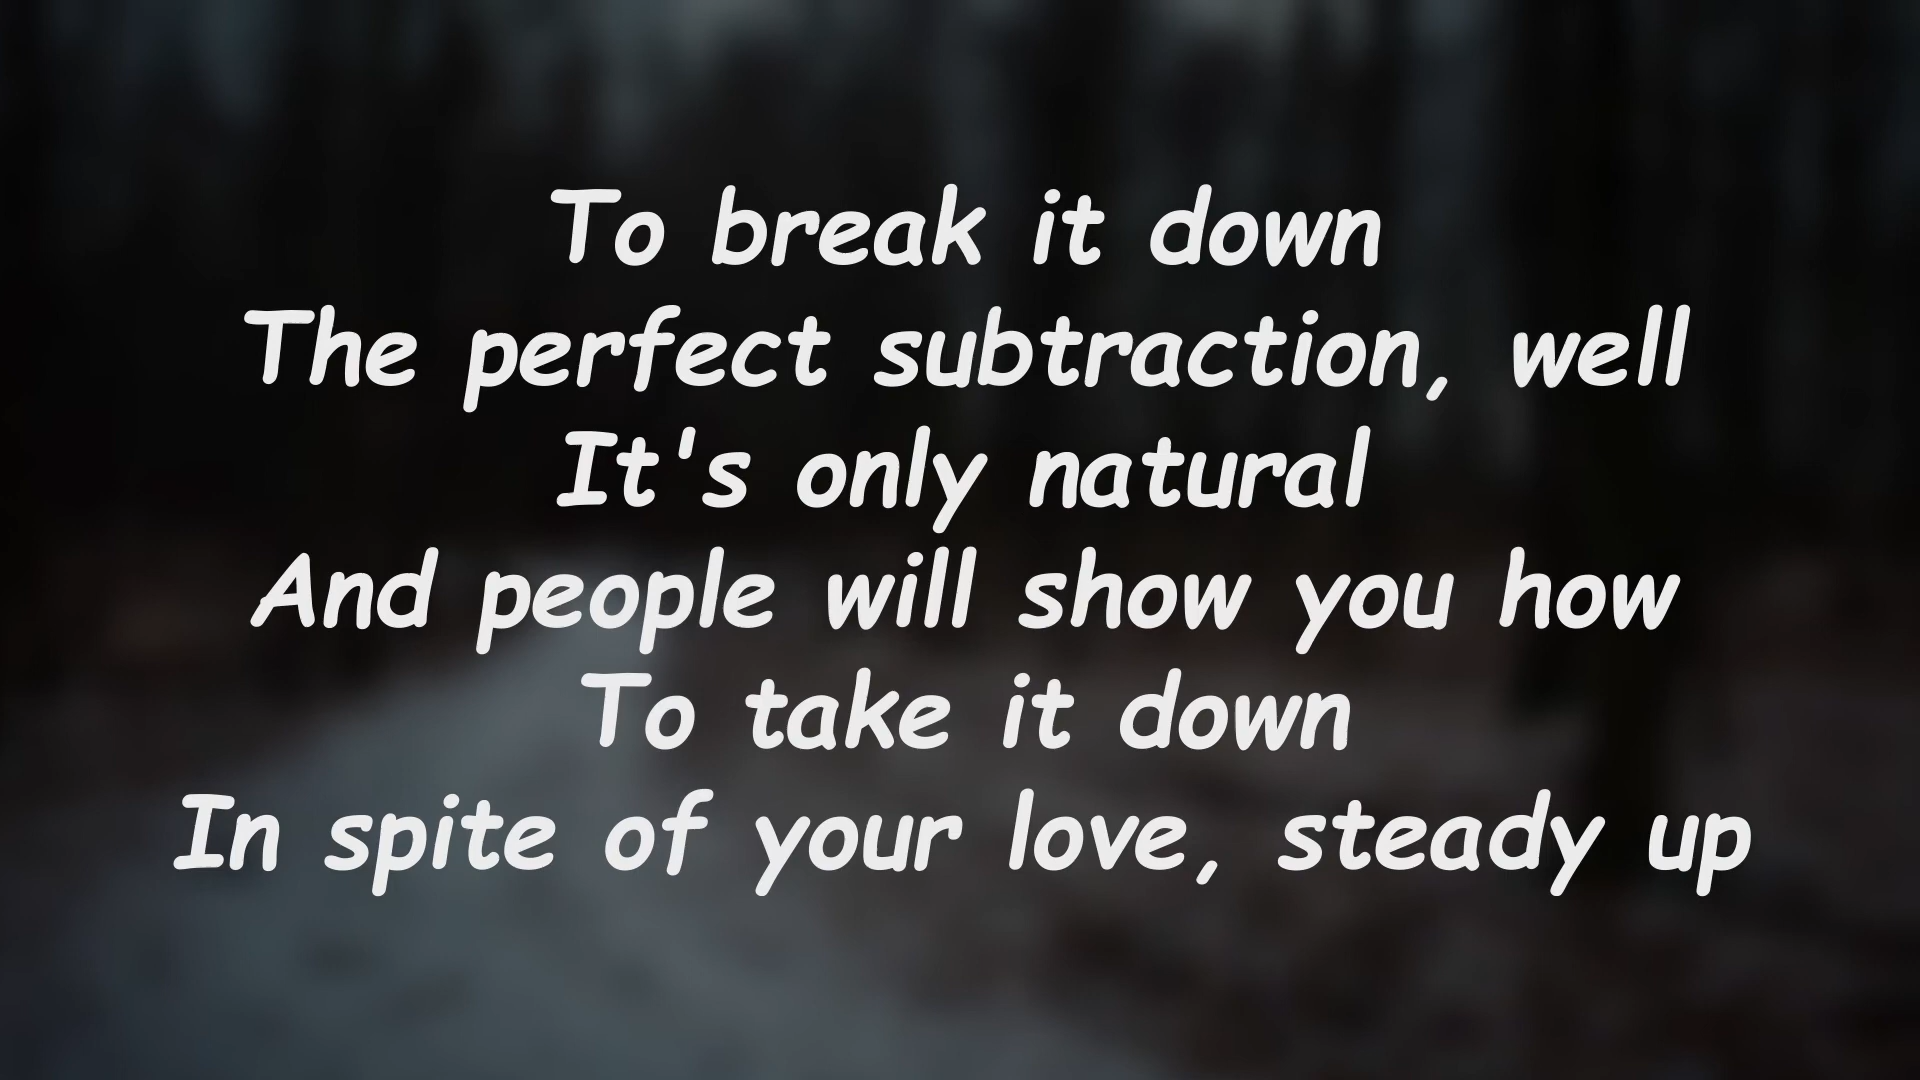 To break it down
The perfect subtraction, well
It's only natural
And people will show you how
To take it down
In spite of your love, steady up